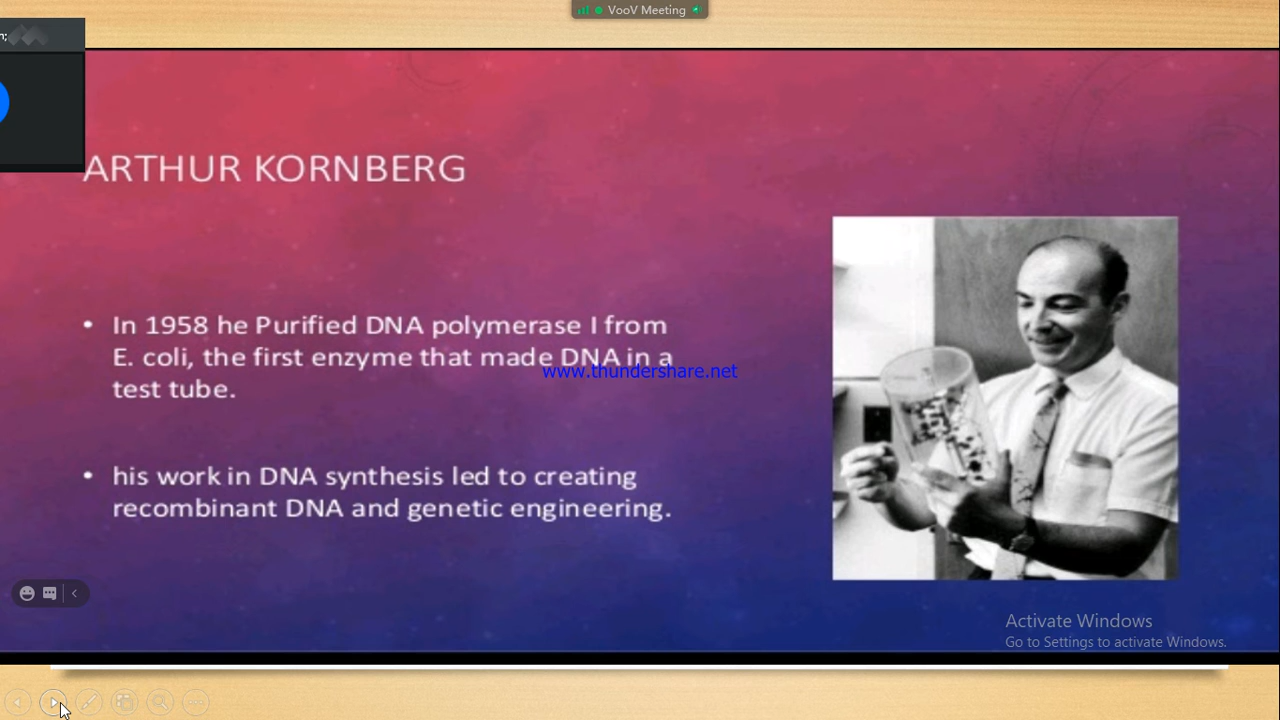 VooV Meeting
n;
ARTHUR KORNBERG
• In 1958 he Purified DNA polymerase I from
E. coli, the first enzyme that made DNA in a
test tube.
www.thundershare.net
• his work in DNA synthesis led to creating
recombinant DNA and genetic engineering.
Activate Windows
Go to Settings to activate Windows.